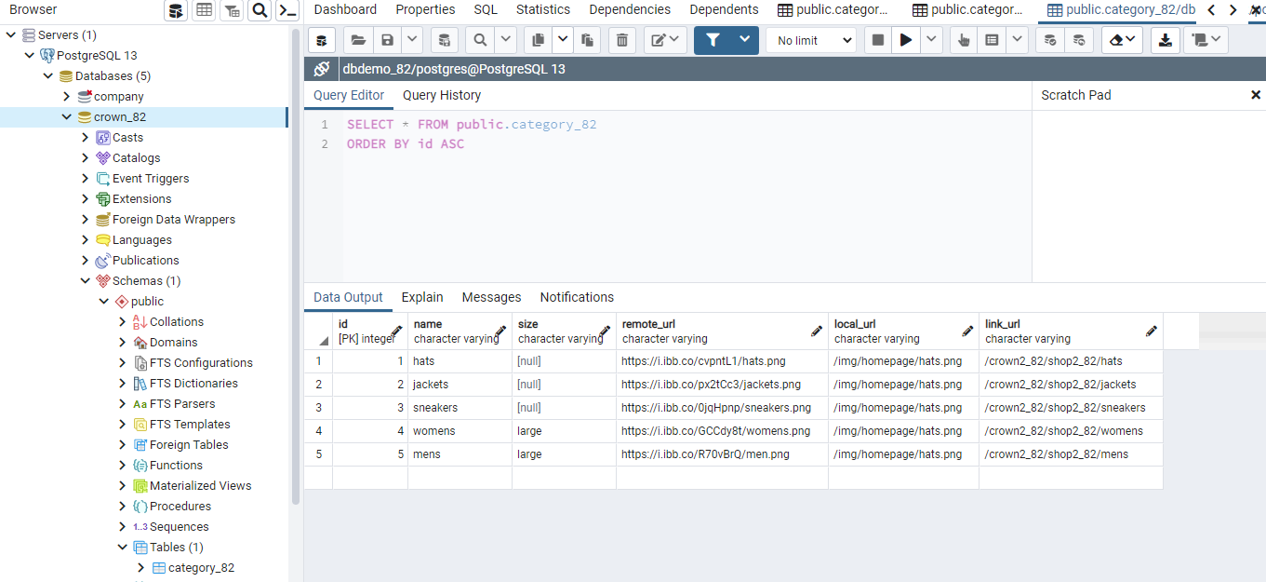 Browser
Dashboard Properties SQL Statistics Dependencies Dependents public.categor... public.categor... public.category_82/db
Servers (1)
PostgreSQL 13
Databases (5)
company
crown_82
Casts
Catalogs
Event Triggers
Extensions
Foreign Data Wrappers
Languages
Publications
Schemas (1)
public
Collations
Domains
FTS Configurations
FTS Dictionaries
Aa FTS Parsers
FTS Templates
Foreign Tables
Functions
Materialized Views
Procedures
1..3 Sequences
Tables (1)
category_82
No limit
dbdemo_82/postgres@PostgreSQL 13
Query Editor Query History
Scratch Pad
1 SELECT * FROM public.category_82
2 ORDER BY id ASC
Data Output Explain Messages Notifications
id name size remote_url local_url link_url
[PK] integer character varying character varying character varying character varying character varying
1 1 hats [null] https://i.ibb.co/cvpntL1/hats.png /img/homepage/hats.png /crown2_82/shop2_82/hats
2 2 jackets [null] https://i.ibb.co/px2tCc3/jackets.png /img/homepage/hats.png /crown2_82/shop2_82/jackets
3 3 sneakers [null] https://i.ibb.co/0jqHpnp/sneakers.png /img/homepage/hats.png /crown2_82/shop2_82/sneakers
4 4 womens large https://i.ibb.co/GCCdy8t/womens.png /img/homepage/hats.png /crown2_82/shop2_82/womens
5 5 mens large https://i.ibb.co/R70vBrQ/men.png /img/homepage/hats.png /crown2_82/shop2_82/mens